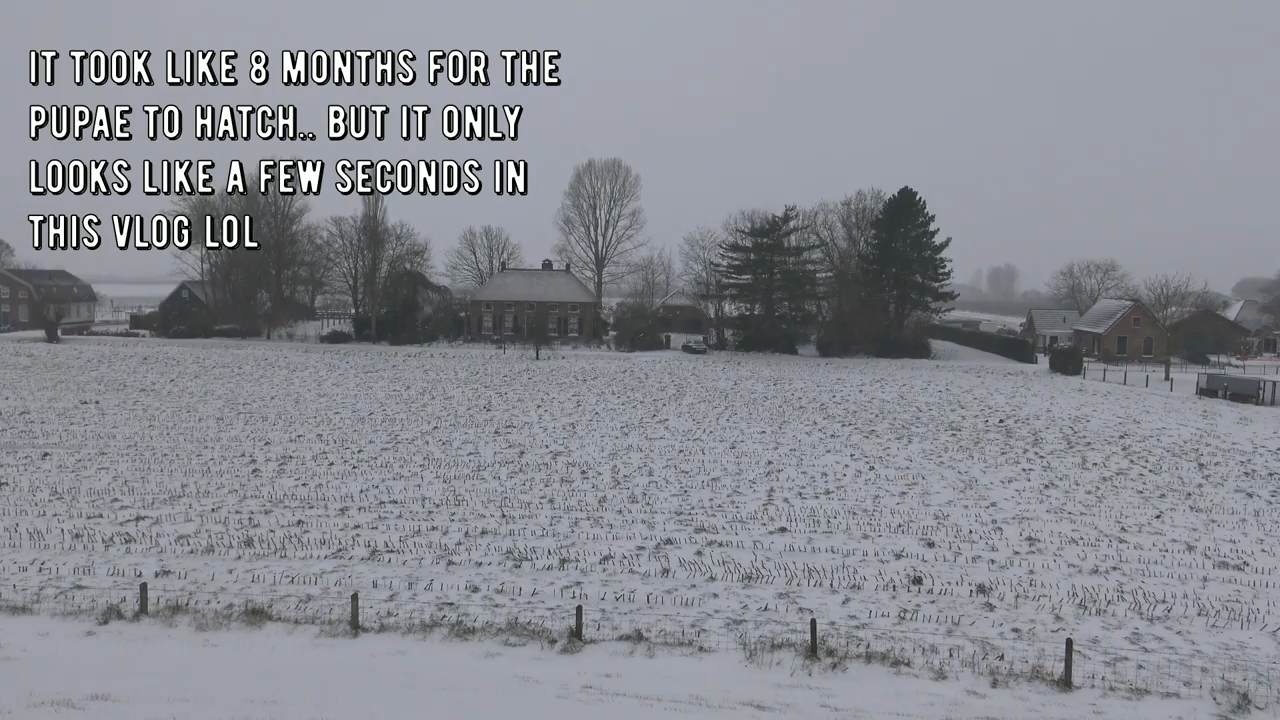 IT TOOK LIKE 8 MONTHS FOR THE
PUPAE TO HATCH.. BUT IT ONLY
LOOKS LIKE A FEW SECONDS IN
THIS VLOG LOL